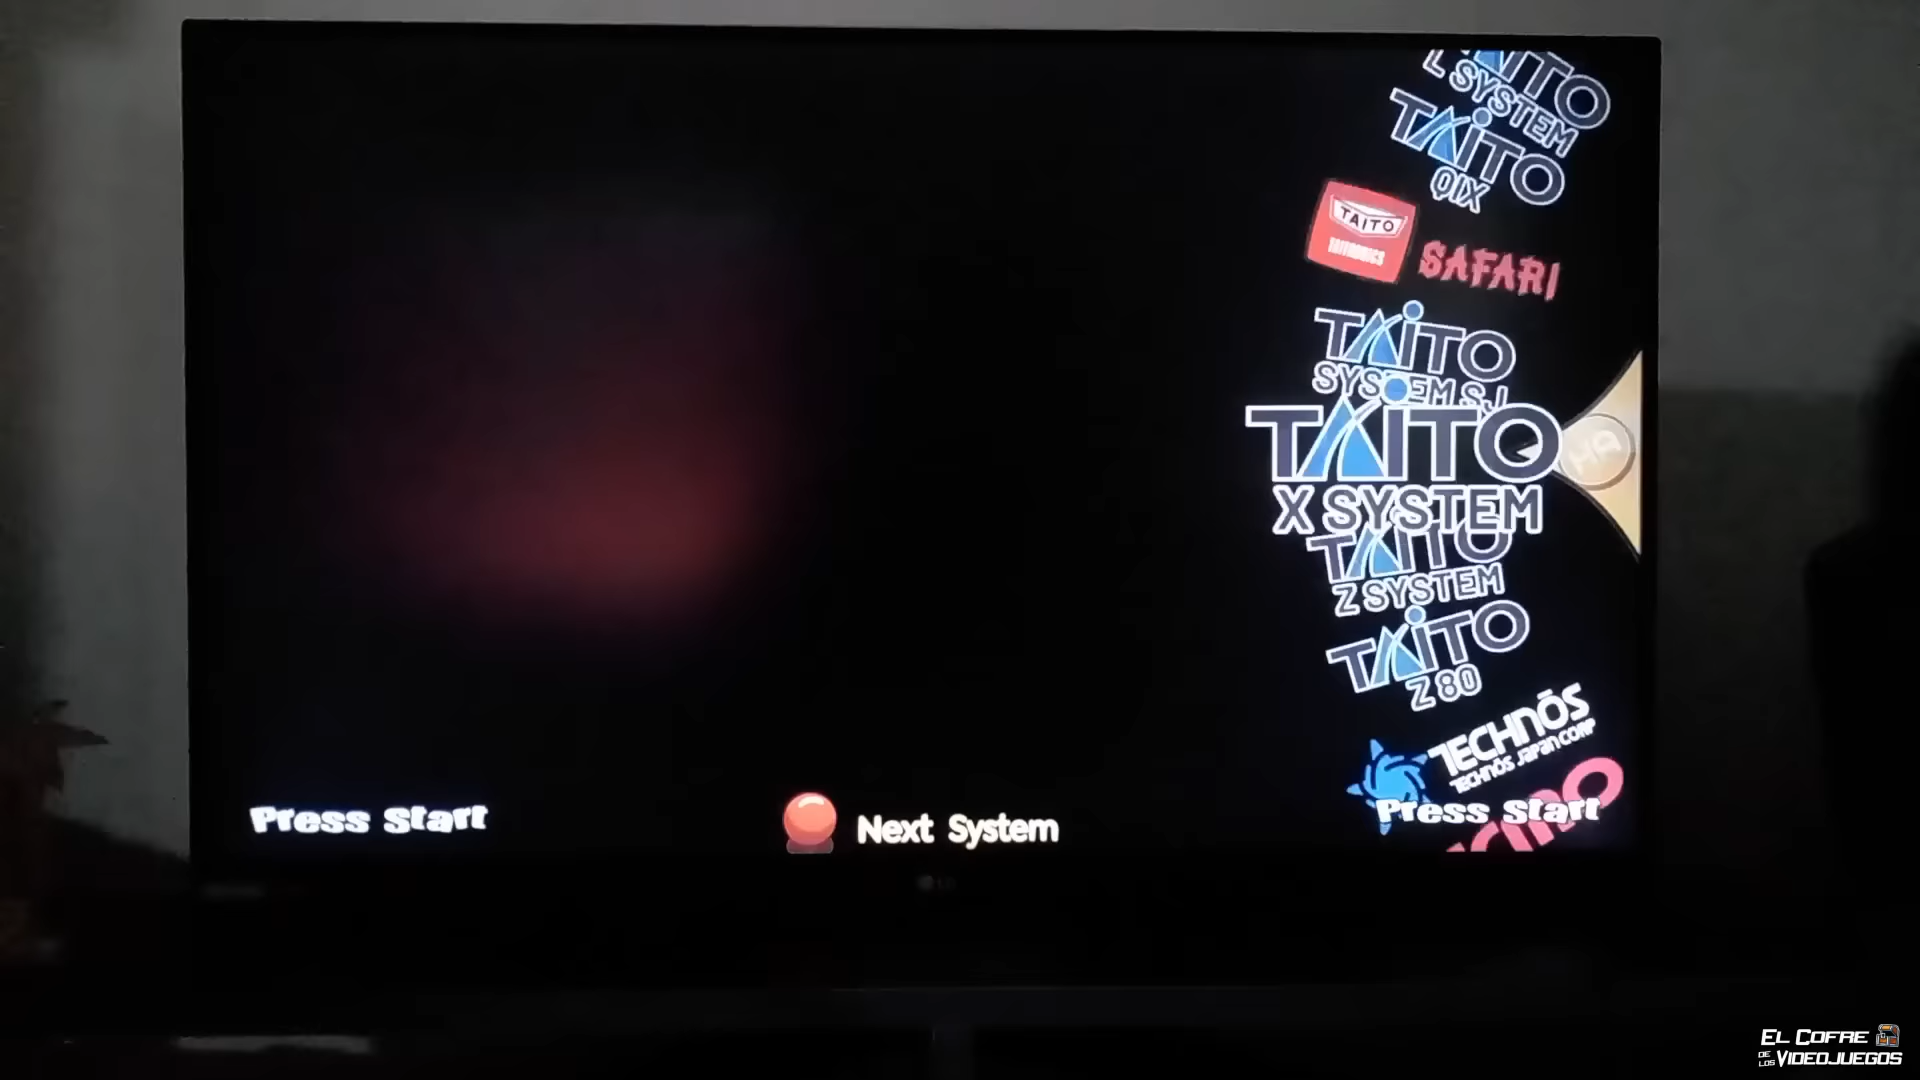 TAITO
L SYSTEM
TAITO
QIX
TAITO
SAFARI
TAITO
SYSTEM SJ
TAITO
X SYSTEM
TAITO
Z SYSTEM
TAITO
Z 80
TECHNŌS
TECHNŌS JAPAN CORP
Press Start
Next System
Press Start
EL COFRE
DE LOS VIDEOJUEGOS